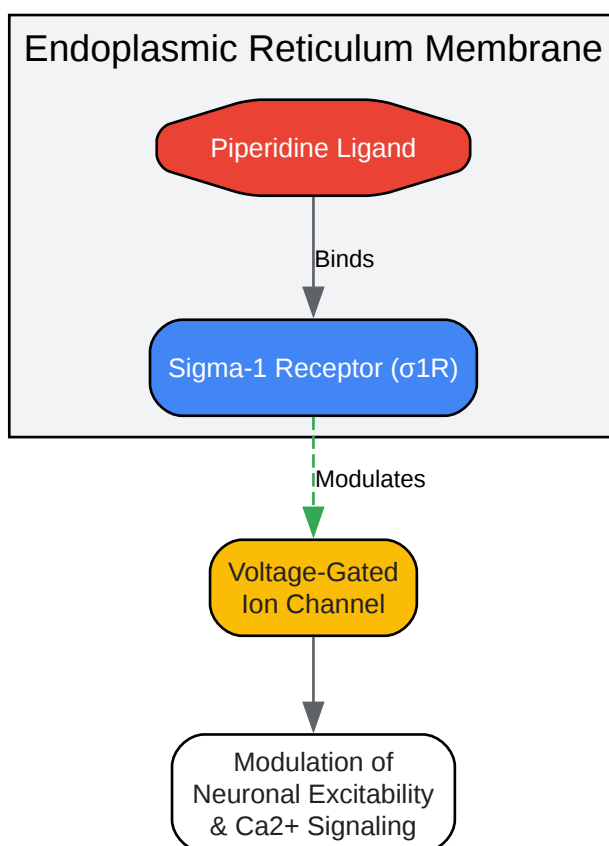 Endoplasmic Reticulum Membrane
Piperidine Ligand
Binds
Sigma-1 Receptor (σ1R)
Modulates
Voltage-Gated
Ion Channel
Modulation of
Neuronal Excitability
& Ca2+ Signaling